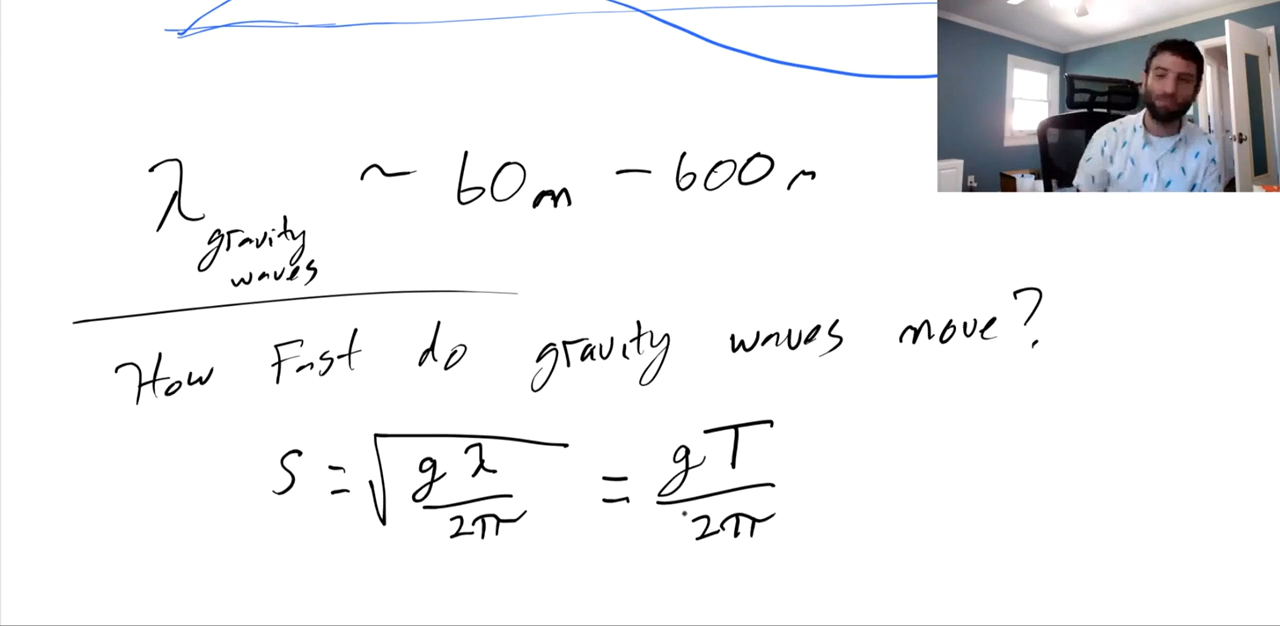 λ gravity waves ~ 60m - 600m
How Fast do gravity waves move?
S = √(gλ/2π) = gT/2π